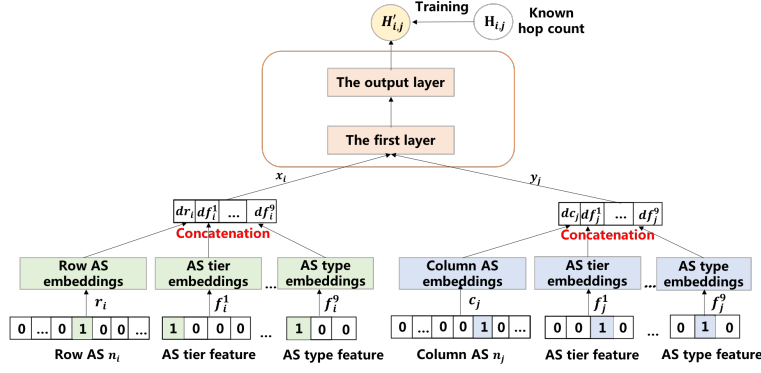 H′i,j
Training
Hi,j
Known
hop count
The output layer
The first layer
xi
yj
dri df1i ... df9i
dcj df1j ... df9j
Concatenation
Concatenation
Row AS
embeddings
AS tier
embeddings
...
AS type
embeddings
Column AS
embeddings
AS tier
embeddings
...
AS type
embeddings
ri
f1i
f9i
cj
f1j
f9j
0 ... 0 1 0 0 ...
1 0 0 0
...
1 0 0
0 ... 0 0 1 0 ...
0 0 1 0
...
0 1 0
Row AS ni
AS tier feature
AS type feature
Column AS nj
AS tier feature
AS type feature